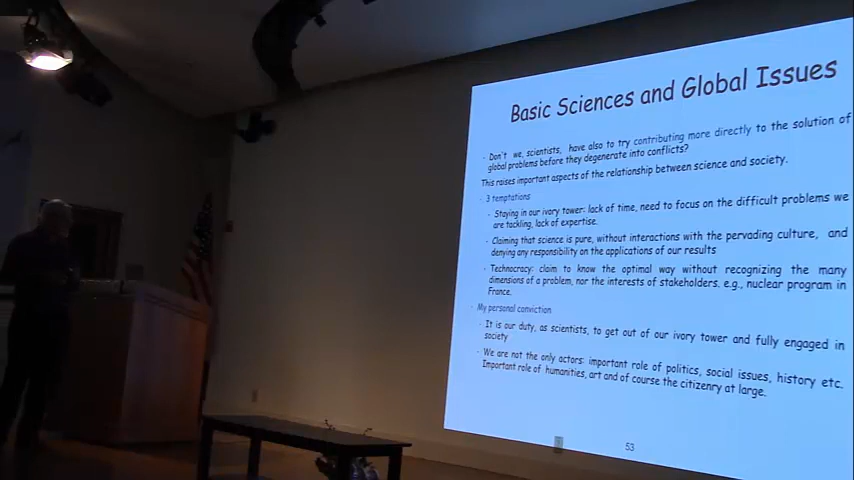 Basic Sciences and Global Issues
- Don't we, scientists, have also to try contributing more directly to the solution of
global problems before they degenerate into conflicts?
This raises important aspects of the relationship between science and society.
- 3 temptations
- Staying in our ivory tower: lack of time, need to focus on the difficult problems we
are tackling, lack of expertise.
- Claiming that science is pure, without interactions with the pervading culture, and
denying any responsibility on the applications of our results
- Technocracy: claim to know the optimal way without recognizing the many
dimensions of a problem, nor the interests of stakeholders. e.g., nuclear program in
France.
- My personal conviction
- It is our duty, as scientists, to get out of our ivory tower and fully engaged in
society
- We are not the only actors: important role of politics, social issues, history etc.
Important role of humanities, art and of course the citizenry at large.
53